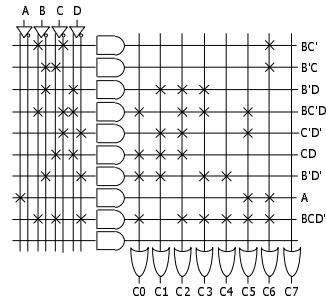 A B C D
BC'
B'C
B'D
BC'D
C'D'
CD
B'D'
A
BCD'
C0 C1 C2 C3 C4 C5 C6 C7